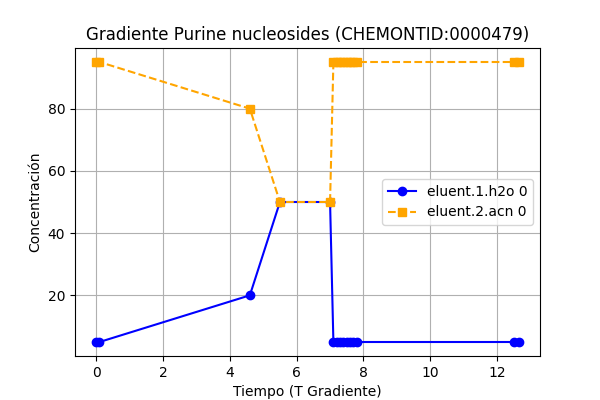 Gradiente Purine nucleosides (CHEMONTID:0000479)
Concentración
80
60
40
20
eluent.1.h2o 0
eluent.2.acn 0
0 2 4 6 8 10 12
Tiempo (T Gradiente)